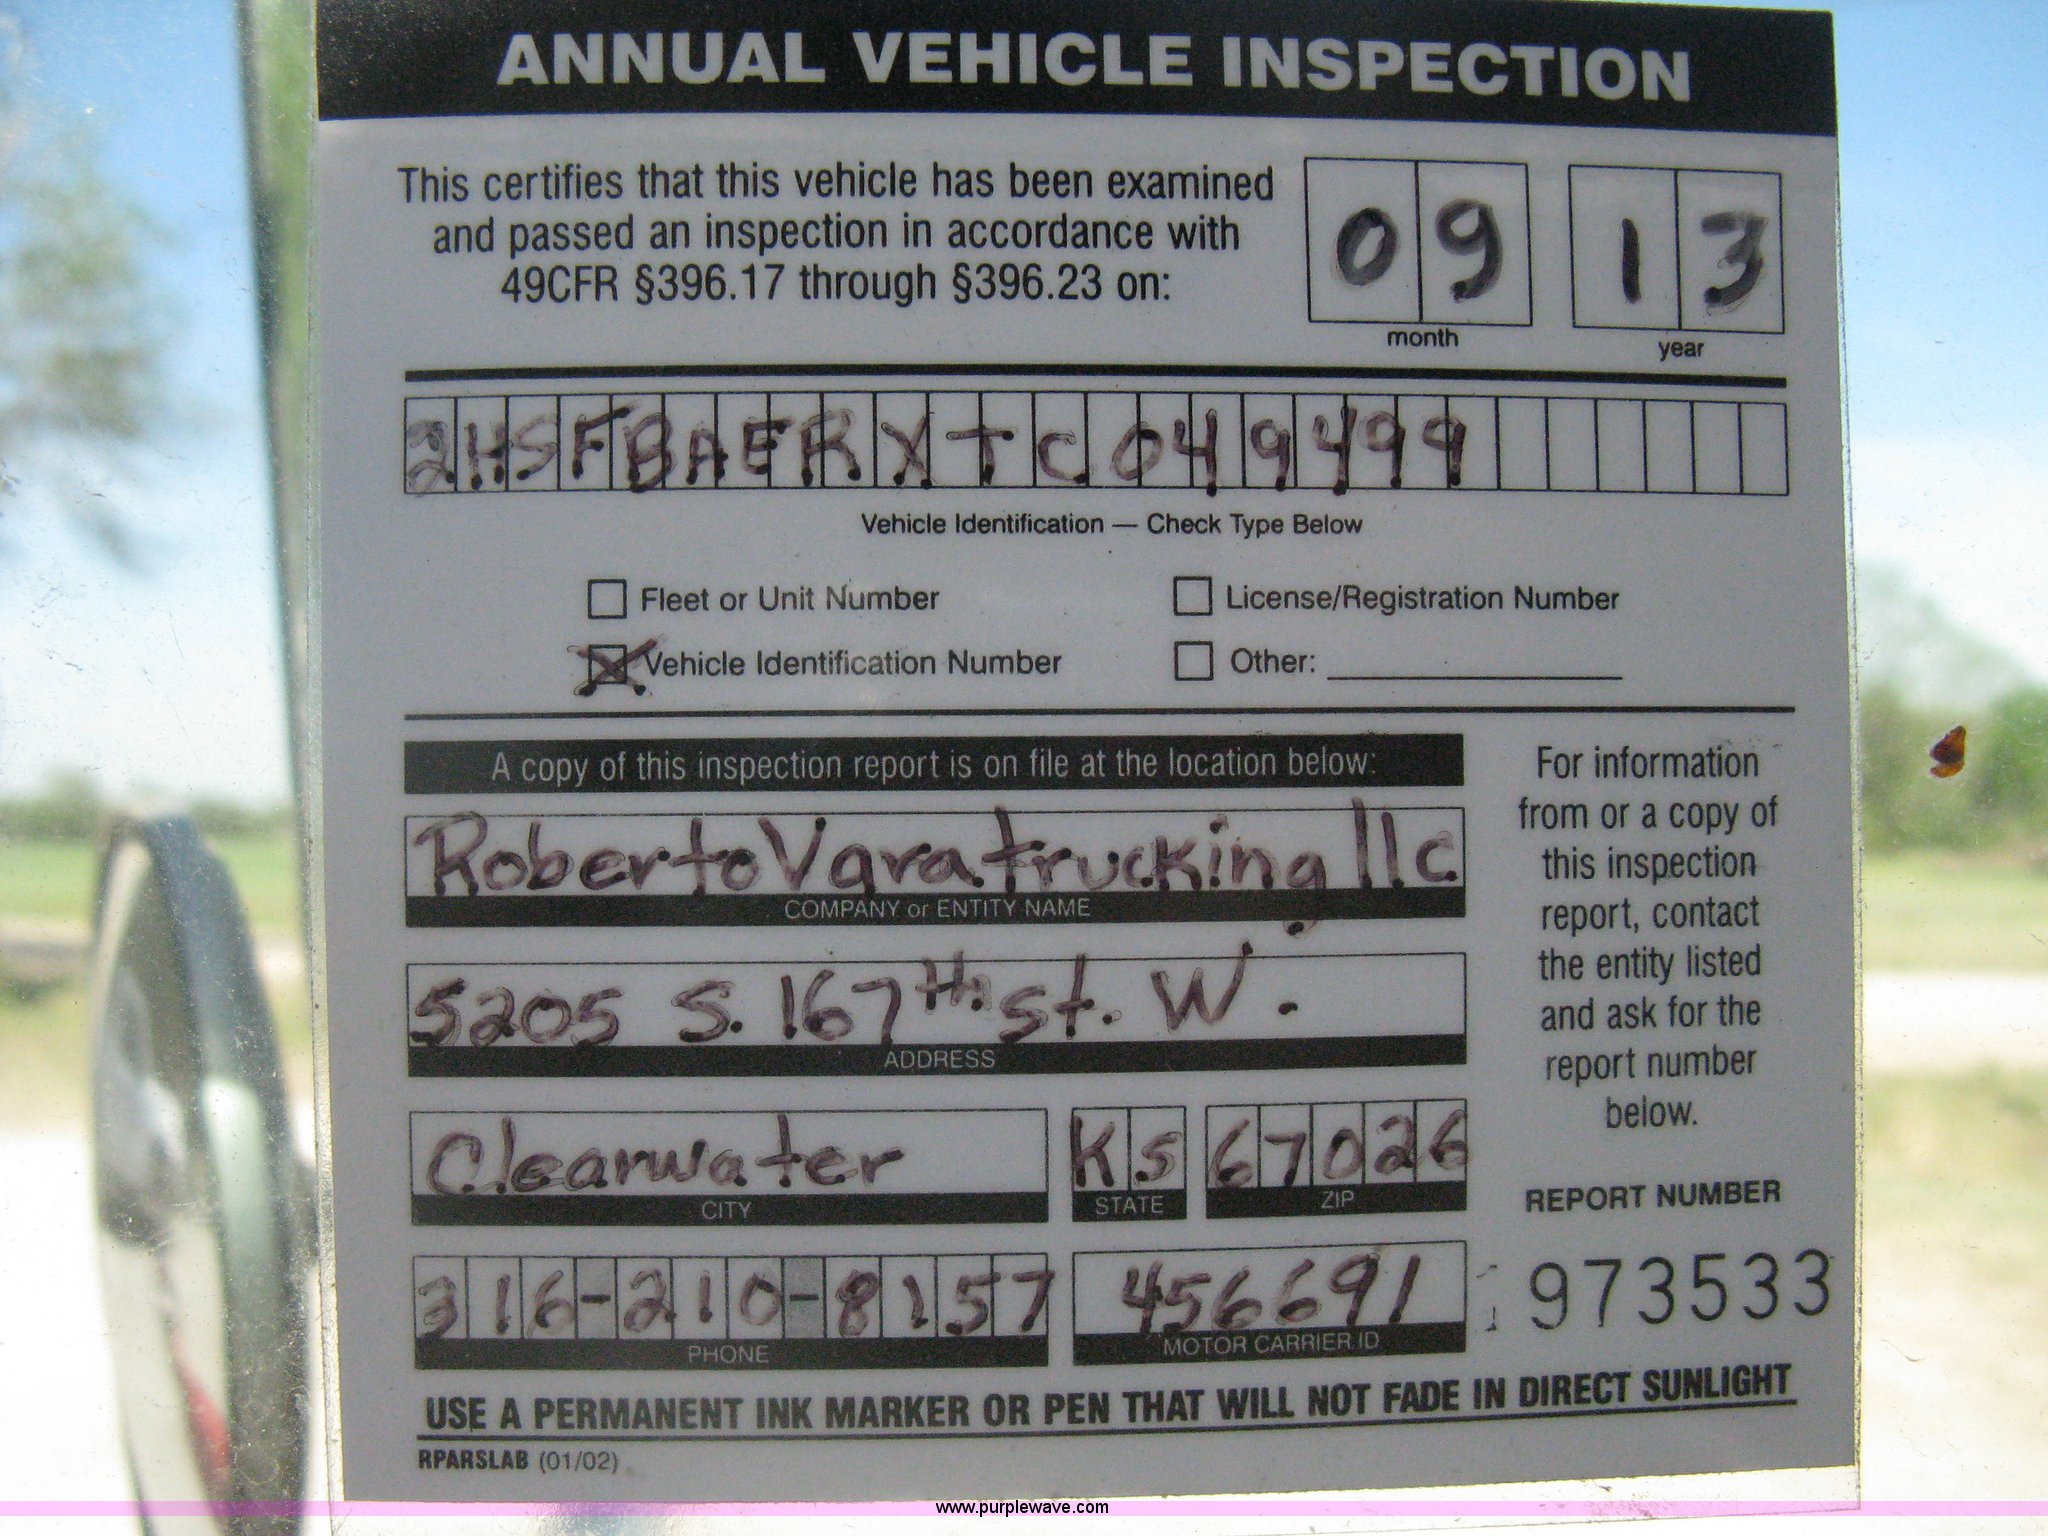 ANNUAL VEHICLE INSPECTION
This certifies that this vehicle has been examined
and passed an inspection in accordance with
49CFR §396.17 through §396.23 on:
09 13
month year
2HSFBAERXTC049499
Vehicle Identification — Check Type Below
Fleet or Unit Number License/Registration Number
X Vehicle Identification Number Other:
A copy of this inspection report is on file at the location below:
Roberto Vara trucking llc
COMPANY or ENTITY NAME
5205 S. 167th st. W.
ADDRESS
Clearwater KS 67026
CITY STATE ZIP
316-210-8157 456691
PHONE MOTOR CARRIER ID
For information
from or a copy of
this inspection
report, contact
the entity listed
and ask for the
report number
below.
REPORT NUMBER
973533
USE A PERMANENT INK MARKER OR PEN THAT WILL NOT FADE IN DIRECT SUNLIGHT
RPARSLAB (01/02)
www.purplewave.com